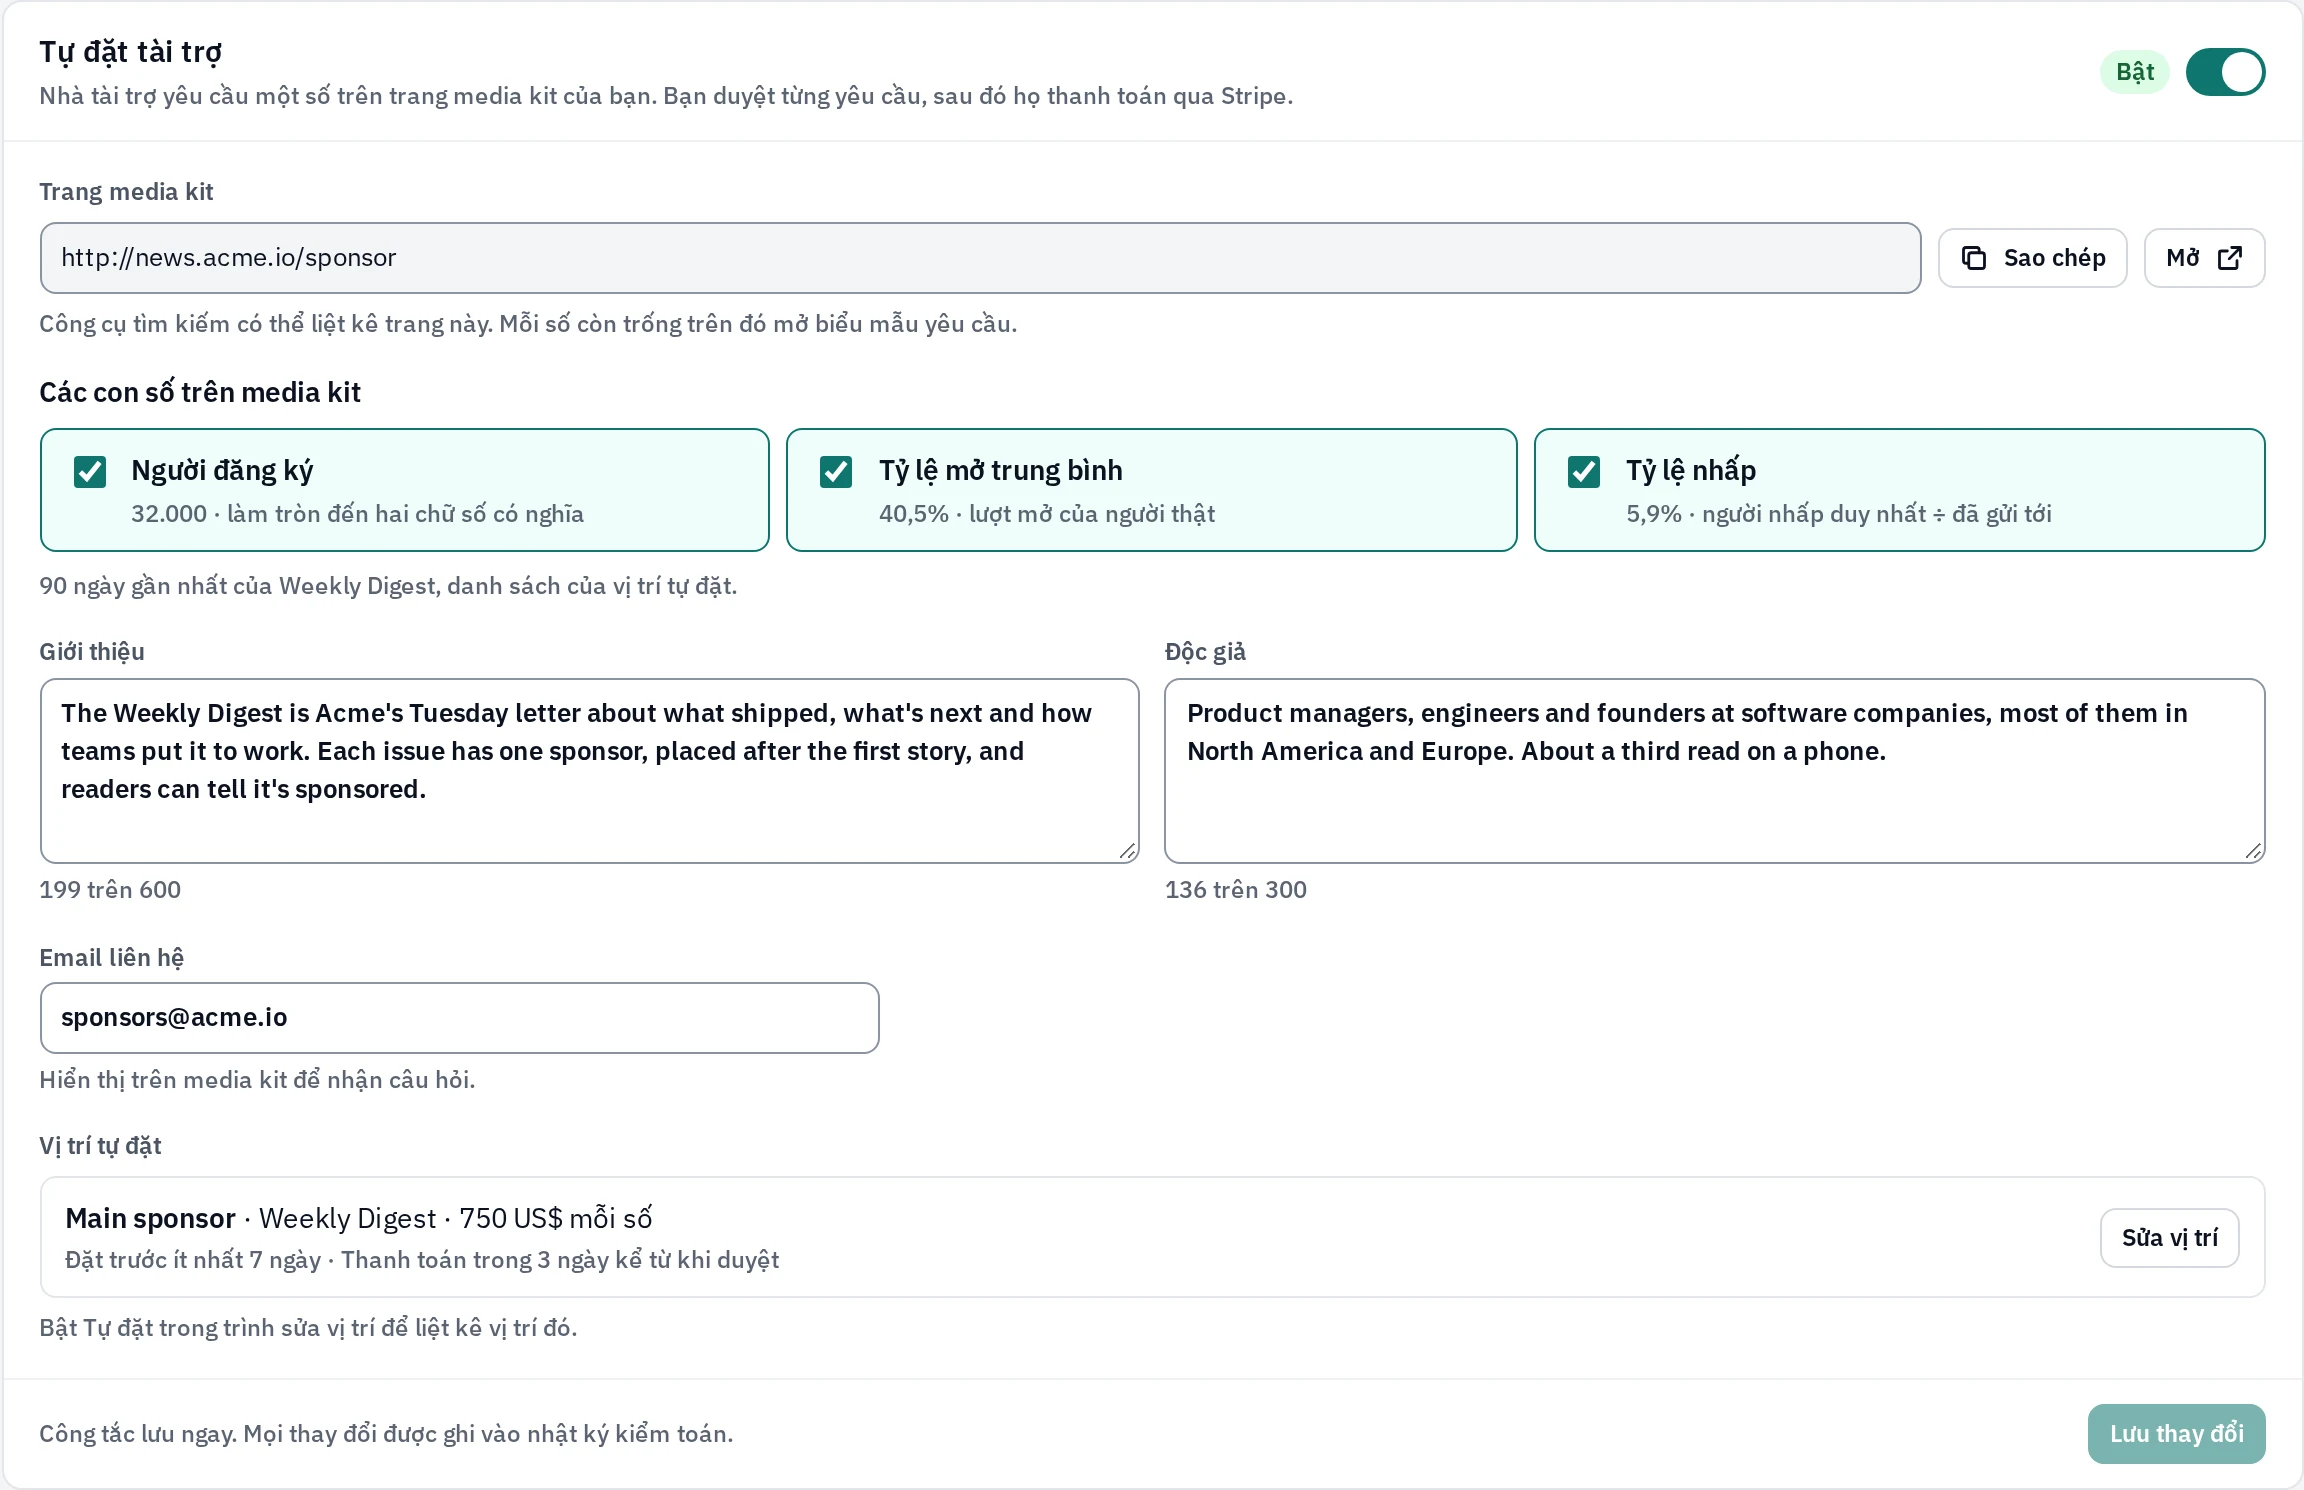 Tự đặt tài trợ
Nhà tài trợ yêu cầu một số trên trang media kit của bạn. Bạn duyệt từng yêu cầu, sau đó họ thanh toán qua Stripe.
Bật
Trang media kit
http://news.acme.io/sponsor
Sao chép
Mở
Công cụ tìm kiếm có thể liệt kê trang này. Mỗi số còn trống trên đó mở biểu mẫu yêu cầu.
Các con số trên media kit
Người đăng ký
32.000 · làm tròn đến hai chữ số có nghĩa
Tỷ lệ mở trung bình
40,5% · lượt mở của người thật
Tỷ lệ nhấp
5,9% · người nhấp duy nhất ÷ đã gửi tới
90 ngày gần nhất của Weekly Digest, danh sách của vị trí tự đặt.
Giới thiệu
The Weekly Digest is Acme's Tuesday letter about what shipped, what's next and how
teams put it to work. Each issue has one sponsor, placed after the first story, and
readers can tell it's sponsored.
199 trên 600
Độc giả
Product managers, engineers and founders at software companies, most of them in
North America and Europe. About a third read on a phone.
136 trên 300
Email liên hệ
sponsors@acme.io
Hiển thị trên media kit để nhận câu hỏi.
Vị trí tự đặt
Main sponsor · Weekly Digest · 750 US$ mỗi số
Đặt trước ít nhất 7 ngày · Thanh toán trong 3 ngày kể từ khi duyệt
Sửa vị trí
Bật Tự đặt trong trình sửa vị trí để liệt kê vị trí đó.
Công tắc lưu ngay. Mọi thay đổi được ghi vào nhật ký kiểm toán.
Lưu thay đổi